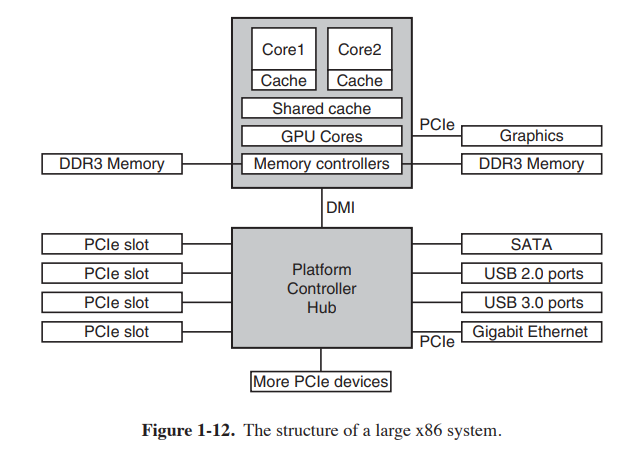 Core1 Core2
Cache Cache
Shared cache
PCIe
GPU Cores Graphics
DDR3 Memory Memory controllers DDR3 Memory
DMI
PCIe slot SATA
PCIe slot Platform USB 2.0 ports
Controller
PCIe slot Hub USB 3.0 ports
PCIe slot Gigabit Ethernet
PCIe
More PCIe devices
Figure 1-12. The structure of a large x86 system.